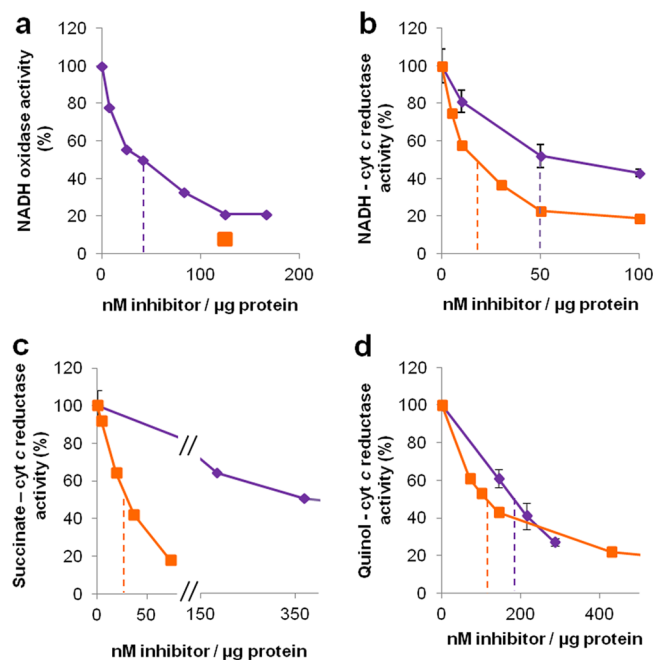 a
120
100
80
60
40
20
0
NADH oxidase activity
(%)
0 100 200
nM inhibitor / µg protein
b
120
100
80
60
40
20
0
NADH - cyt c reductase
activity (%)
0 50 100
nM inhibitor / µg protein
c
120
100
80
60
40
20
0
Succinate – cyt c reductase
activity (%)
//
//
0 50 150 350
nM inhibitor / µg protein
d
120
100
80
60
40
20
0
Quinol - cyt c reductase
activity (%)
0 200 400
nM inhibitor / µg protein